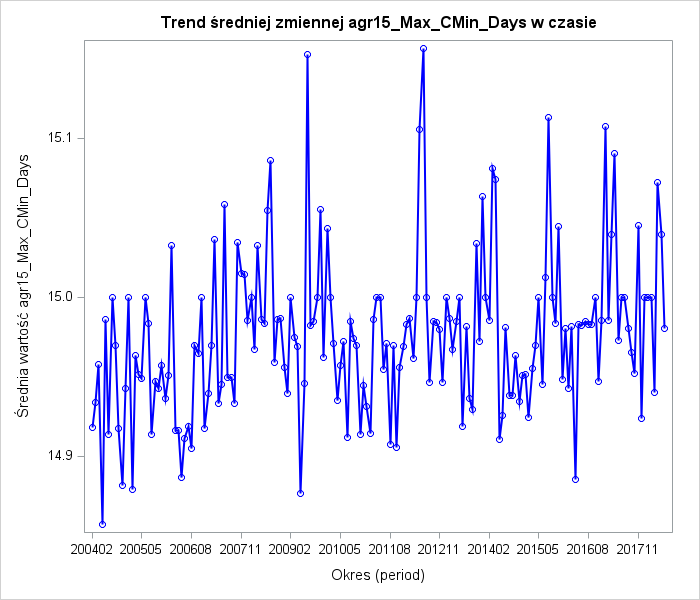 Trend średniej zmiennej agr15_Max_CMin_Days w czasie
Średnia wartość agr15_Max_CMin_Days
15.1
15.0
14.9
200402 200505 200608 200711 200902 201005 201108 201211 201402 201505 201608 201711
Okres (period)